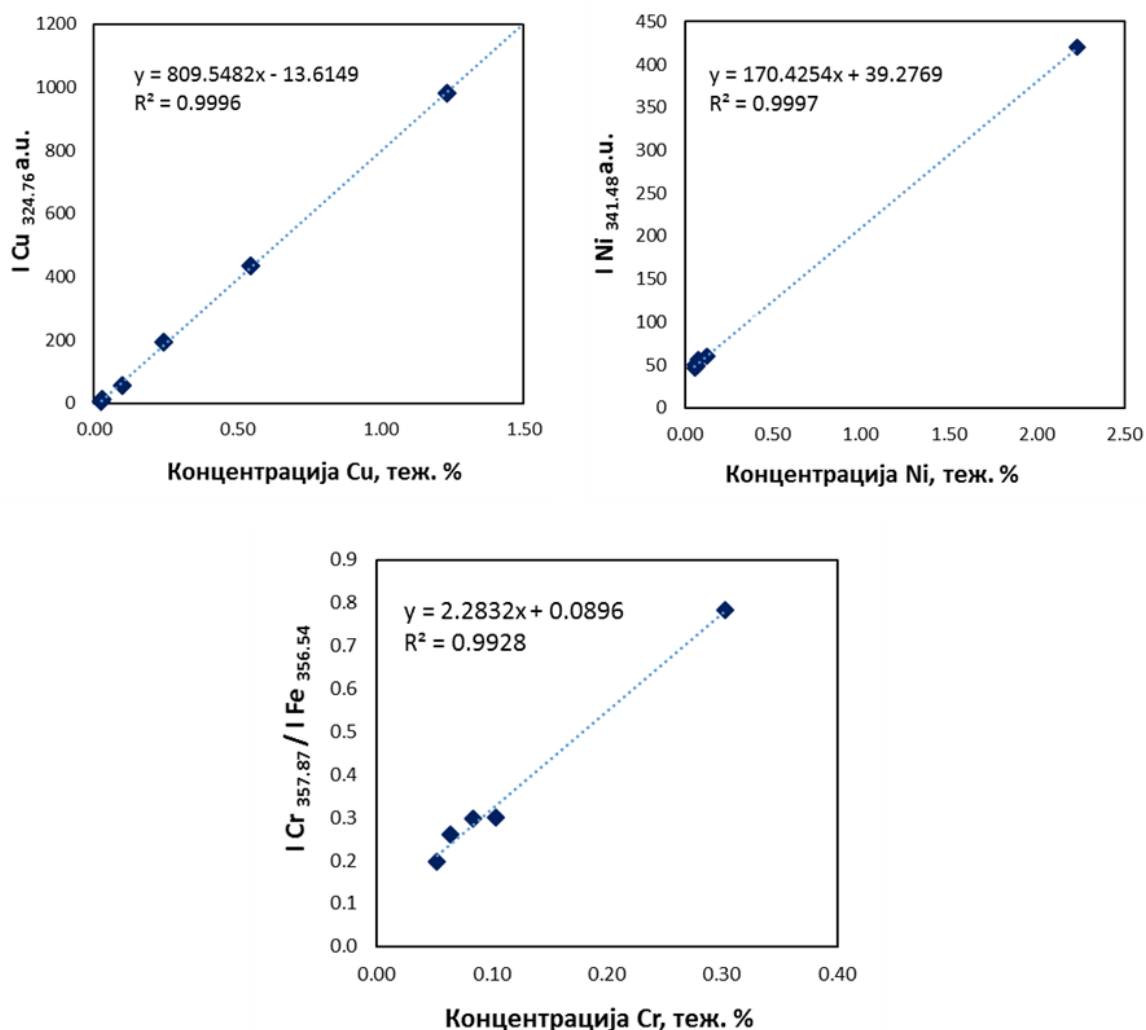 1200
1000
800
600
400
200
0
y = 809.5482x - 13.6149
R² = 0.9996
I Cu 324.76 a.u.
0.00 0.50 1.00 1.50
Концентрација Cu, теж. %
450
400
350
300
250
200
150
100
50
0
y = 170.4254x + 39.2769
R² = 0.9997
I Ni 341.48 a.u.
0.00 0.50 1.00 1.50 2.00 2.50
Концентрација Ni, теж. %
0.9
0.8
0.7
0.6
0.5
0.4
0.3
0.2
0.1
0.0
y = 2.2832x + 0.0896
R² = 0.9928
I Cr 357.87 / I Fe 356.54
0.00 0.10 0.20 0.30 0.40
Концентрација Cr, теж. %